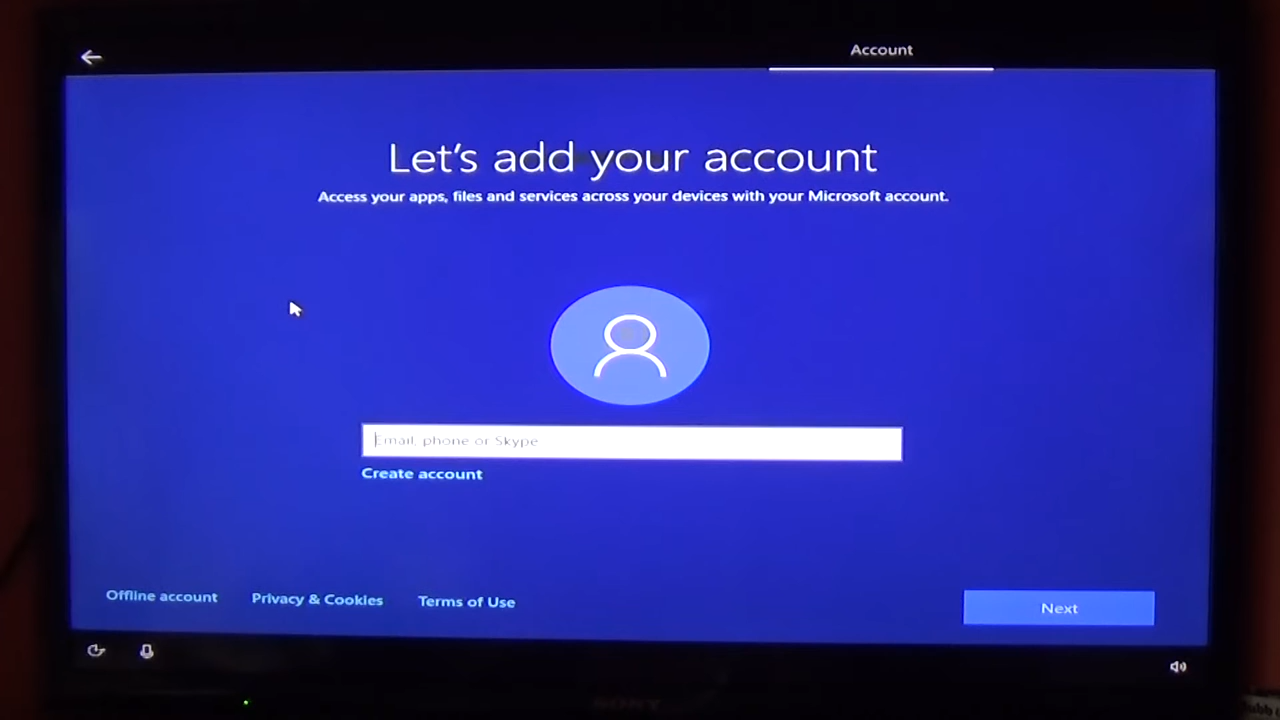 Account
Let's add your account
Access your apps, files and services across your devices with your Microsoft account.
Email, phone or Skype
Create account
Offline account
Privacy & Cookies
Terms of Use
Next
SONY